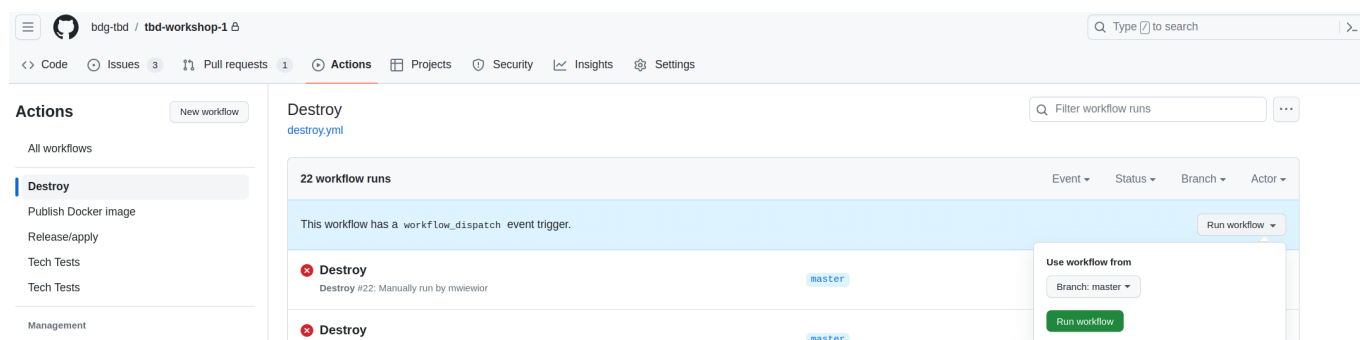 bdg-tbd / tbd-workshop-1
Type / to search
>_
<> Code
Issues 3
Pull requests 1
Actions
Projects
Security
Insights
Settings
Actions
New workflow
All workflows
Destroy
Publish Docker image
Release/apply
Tech Tests
Tech Tests
Management
Destroy
destroy.yml
Filter workflow runs
...
22 workflow runs
Event
Status
Branch
Actor
This workflow has a workflow_dispatch event trigger.
Run workflow
Use workflow from
Branch: master
Run workflow
Destroy
Destroy #22: Manually run by mwiewior
master
Destroy
master